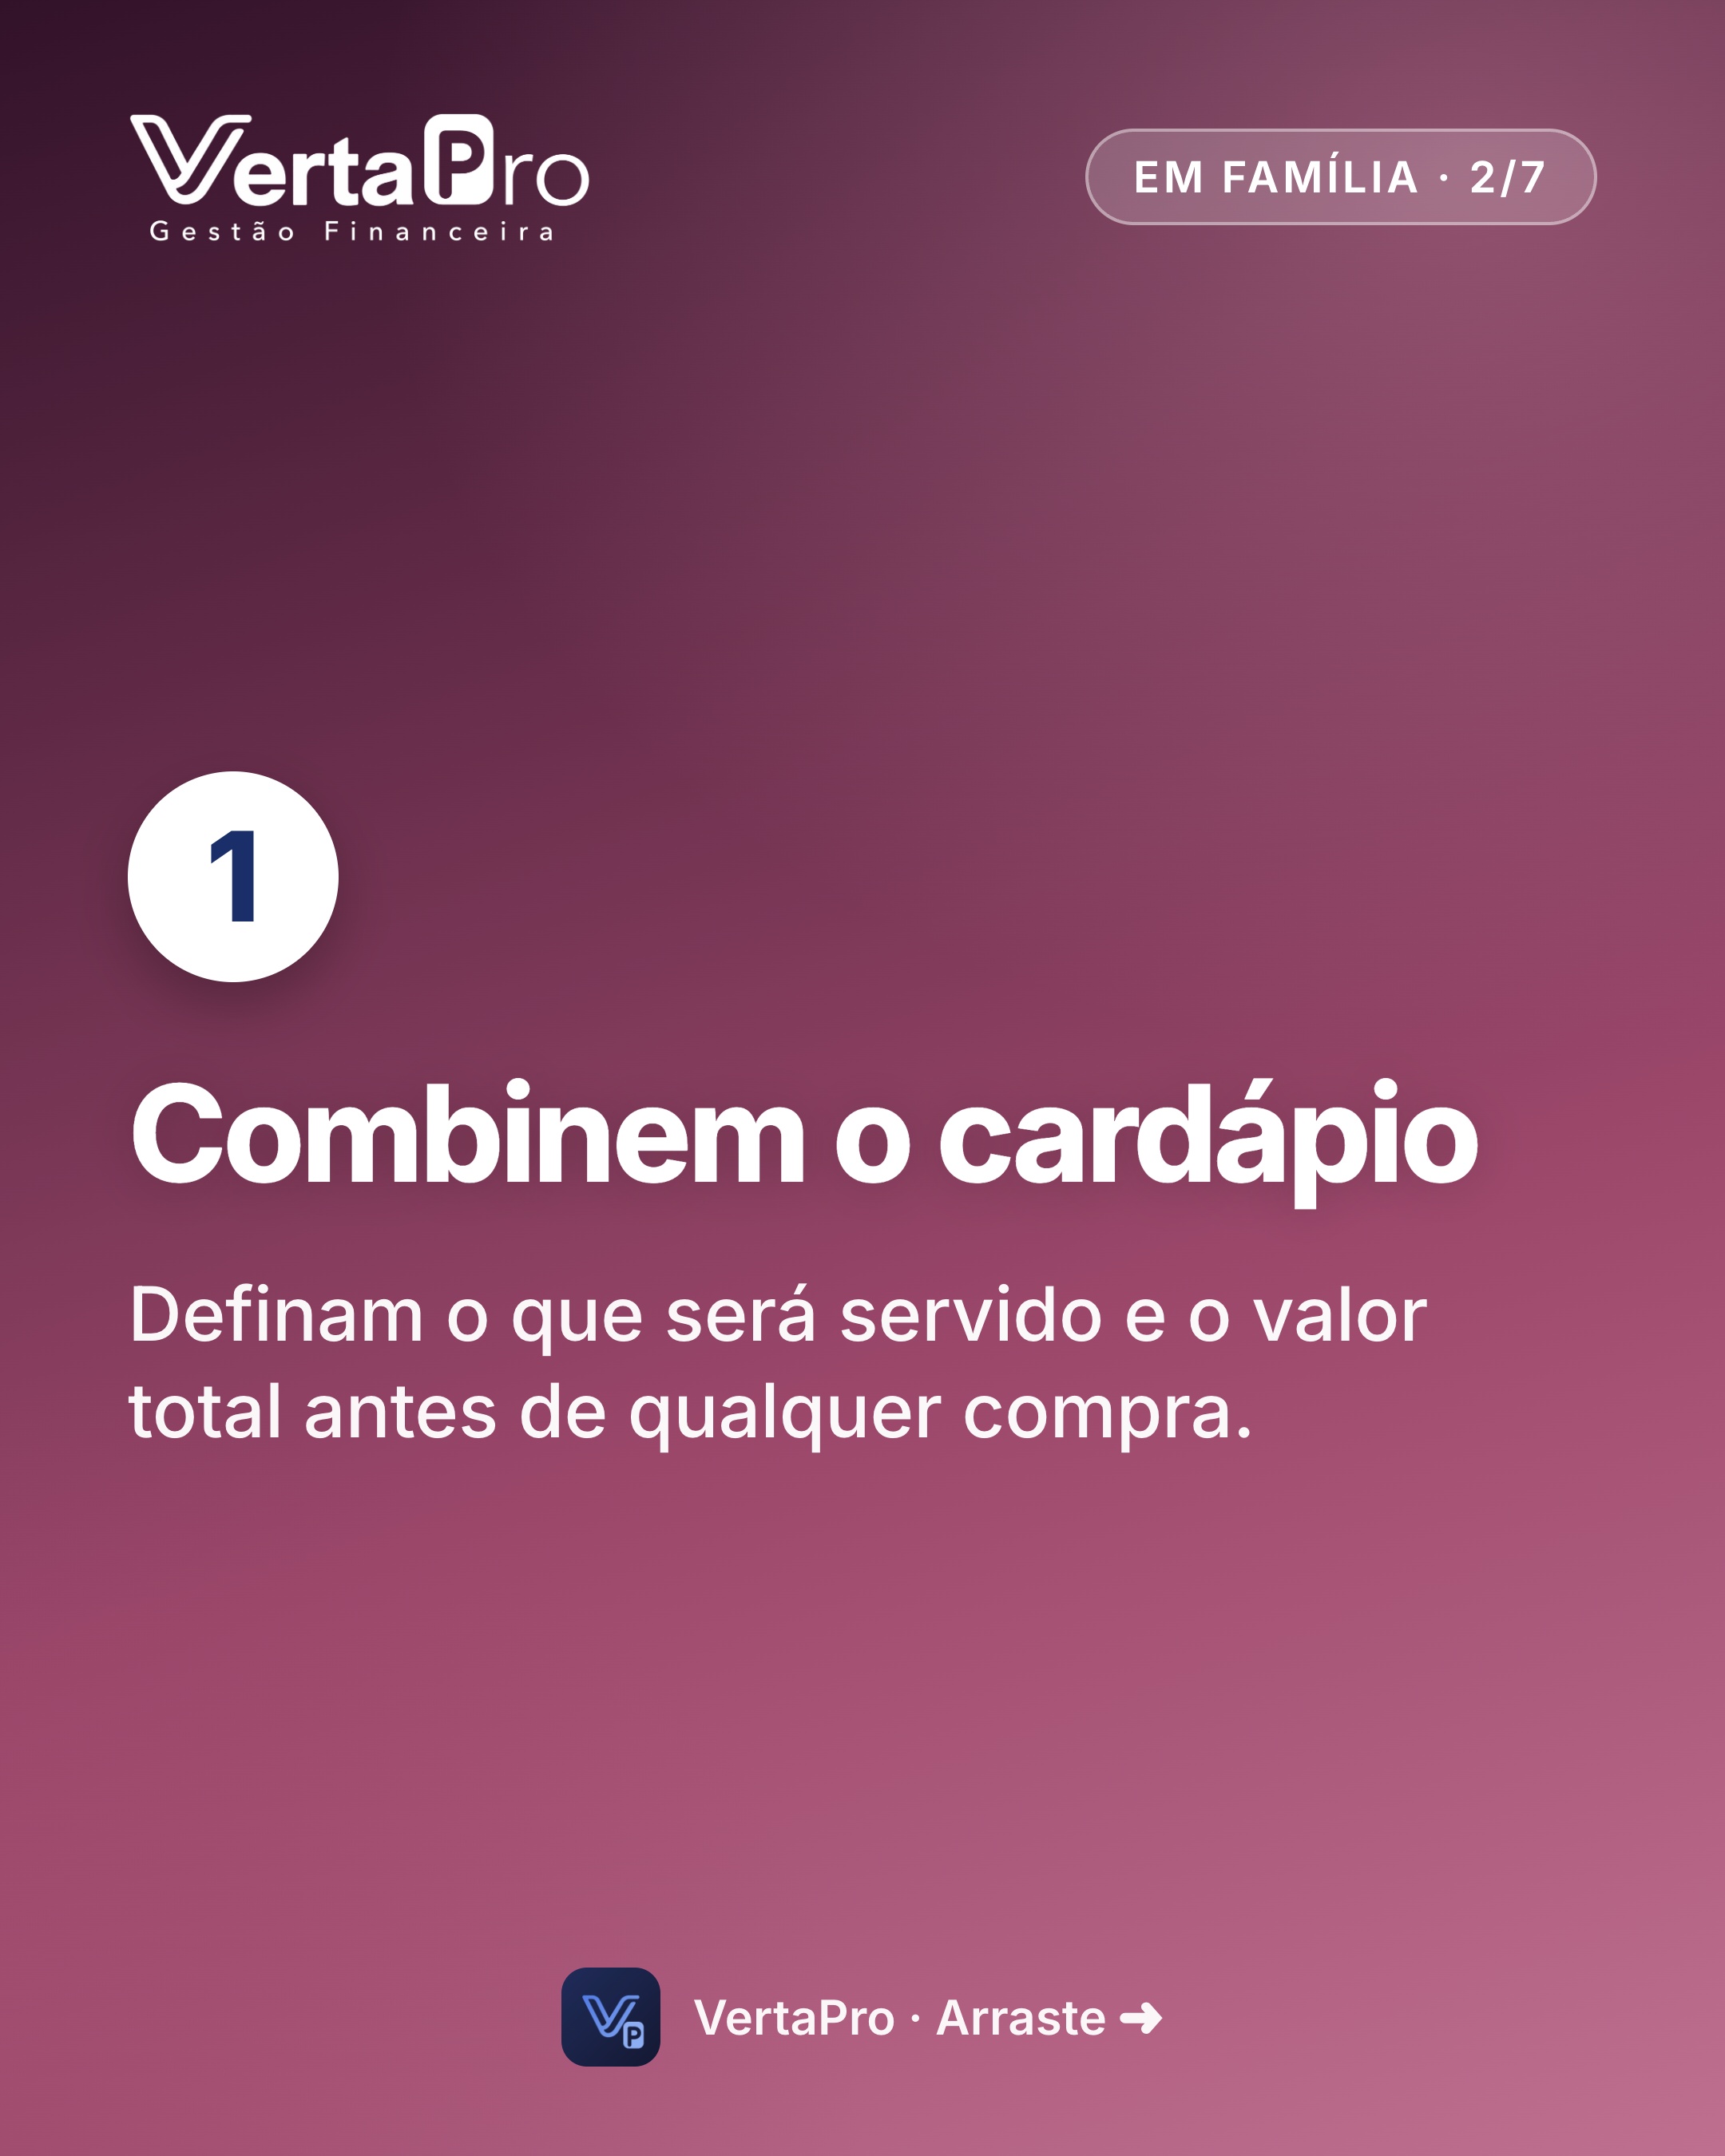 VertaPro
Gestão Financeira
EM FAMÍLIA · 2/7
1
Combinem o cardápio
Definam o que será servido e o valor
total antes de qualquer compra.
VP
VertaPro · Arraste ➔